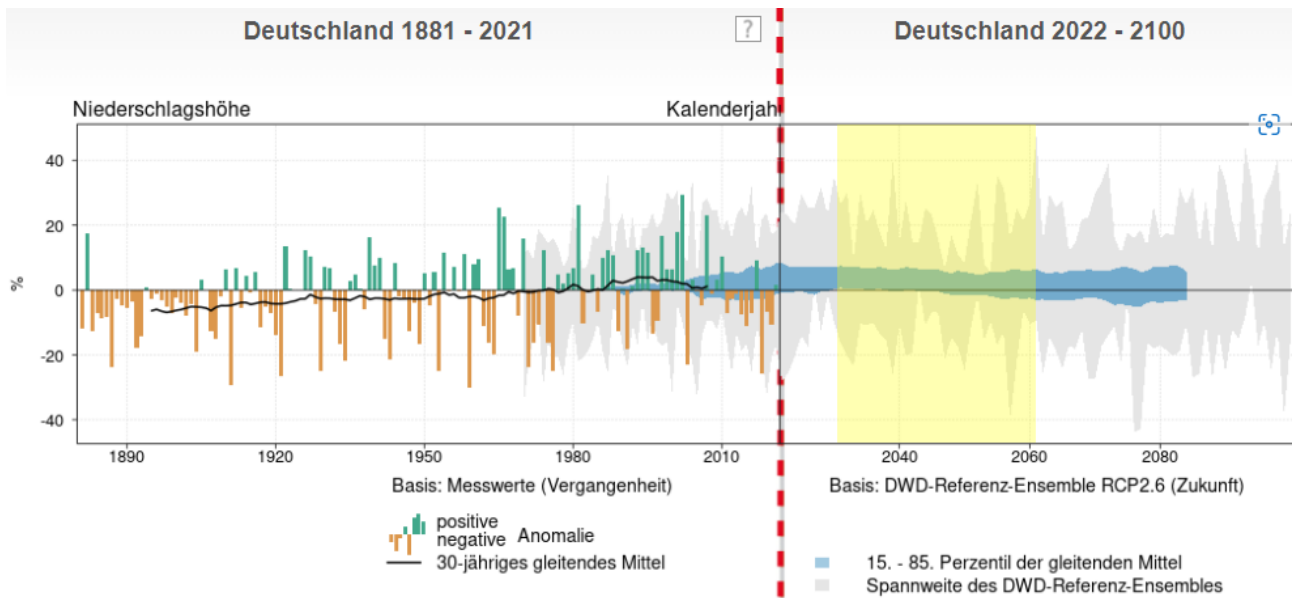 Deutschland 1881 - 2021
?
Deutschland 2022 - 2100
Niederschlagshöhe
Kalenderjah
%
40
20
0
-20
-40
1890 1920 1950 1980 2010 2040 2060 2080
Basis: Messwerte (Vergangenheit)
Basis: DWD-Referenz-Ensemble RCP2.6 (Zukunft)
positive
negative Anomalie
30-jähriges gleitendes Mittel
15. - 85. Perzentil der gleitenden Mittel
Spannweite des DWD-Referenz-Ensembles